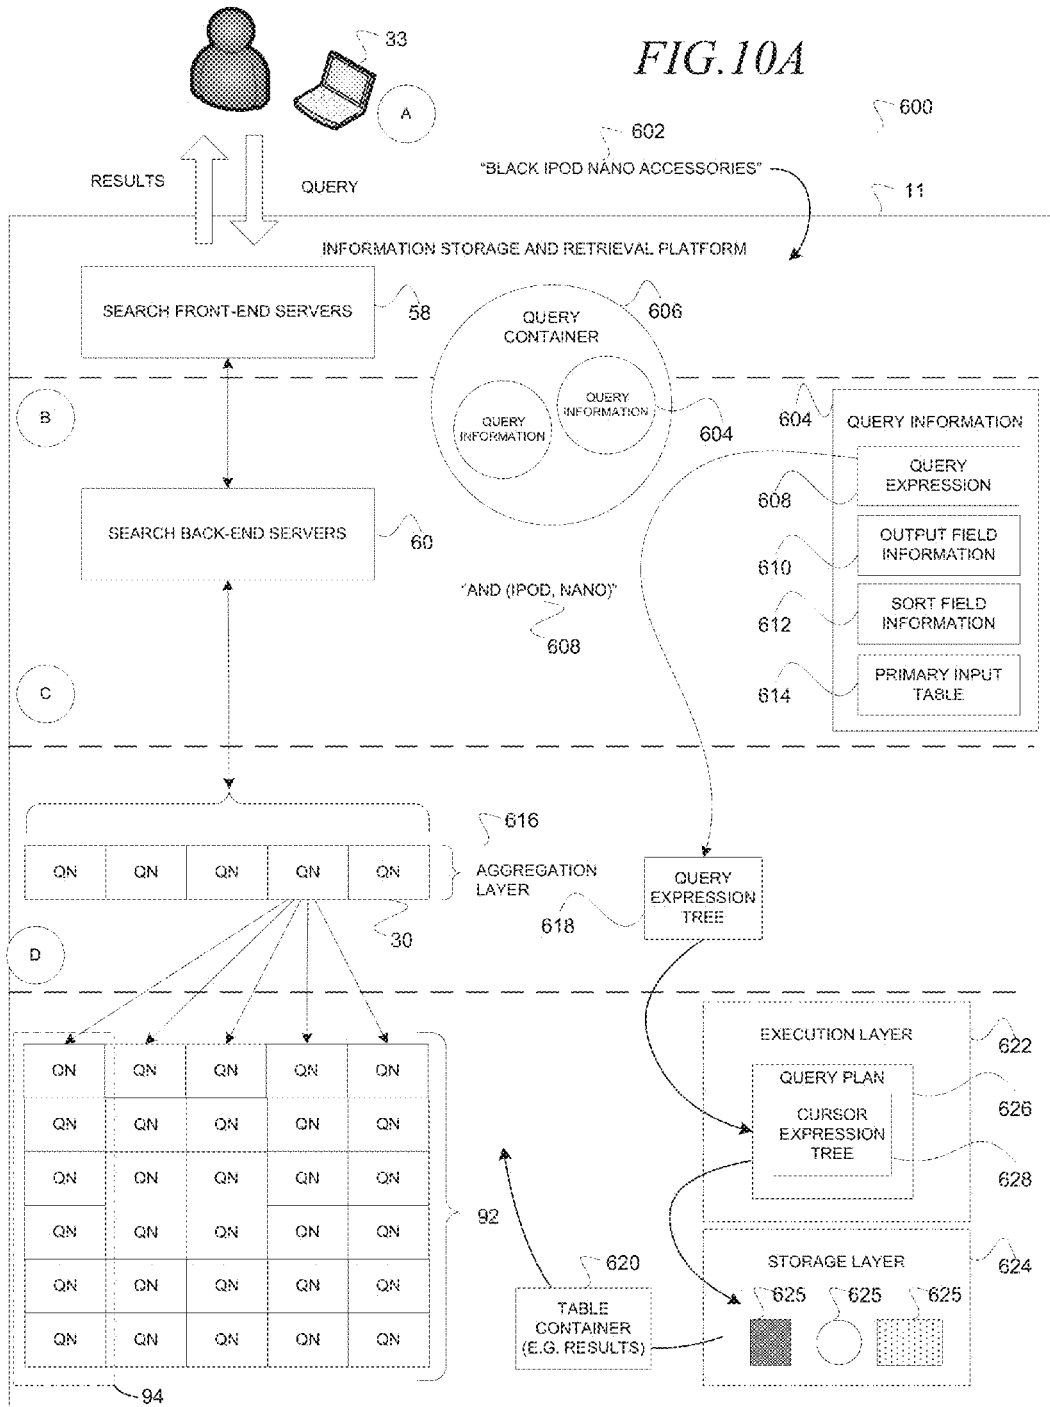 33
FIG.10A
A
600
602
"BLACK IPOD NANO ACCESSORIES"
RESULTS
QUERY
11
INFORMATION STORAGE AND RETRIEVAL PLATFORM
SEARCH FRONT-END SERVERS
58
606
QUERY
CONTAINER
B
QUERY
INFORMATION
QUERY
INFORMATION
604
604
QUERY INFORMATION
QUERY
EXPRESSION
608
SEARCH BACK-END SERVERS
60
OUTPUT FIELD
INFORMATION
610
"AND (IPOD, NANO)"
608
SORT FIELD
INFORMATION
612
C
PRIMARY INPUT
TABLE
614
616
QN QN QN QN QN
AGGREGATION
LAYER
30
QUERY
EXPRESSION
TREE
618
D
EXECUTION LAYER
622
QUERY PLAN
626
CURSOR
EXPRESSION
TREE
628
QN QN QN QN QN
QN QN QN QN QN
QN QN QN QN QN
QN QN QN QN QN
QN QN QN QN QN
QN QN QN QN QN
92
94
STORAGE LAYER
624
625 625 625
620
TABLE
CONTAINER
(E.G. RESULTS)